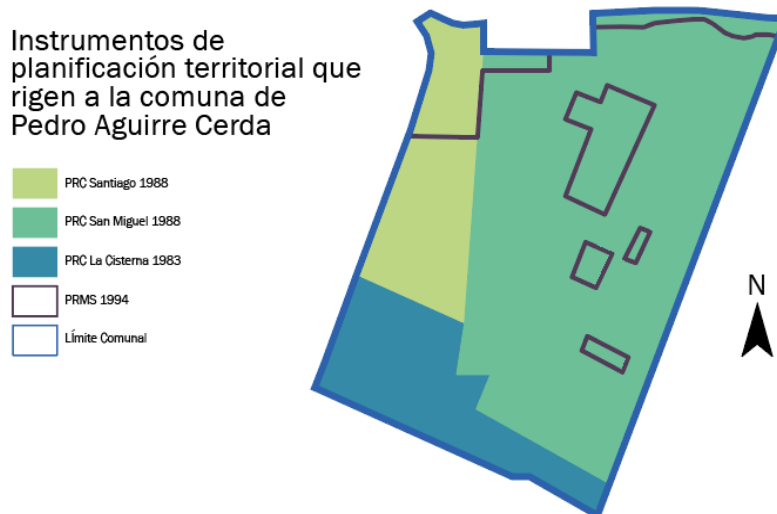 Instrumentos de
planificación territorial que
rigen a la comuna de
Pedro Aguirre Cerda
PRC Santiago 1988
PRC San Miguel 1988
PRC La Cisterna 1983
PRMS 1994
LÍmite Comunal
N